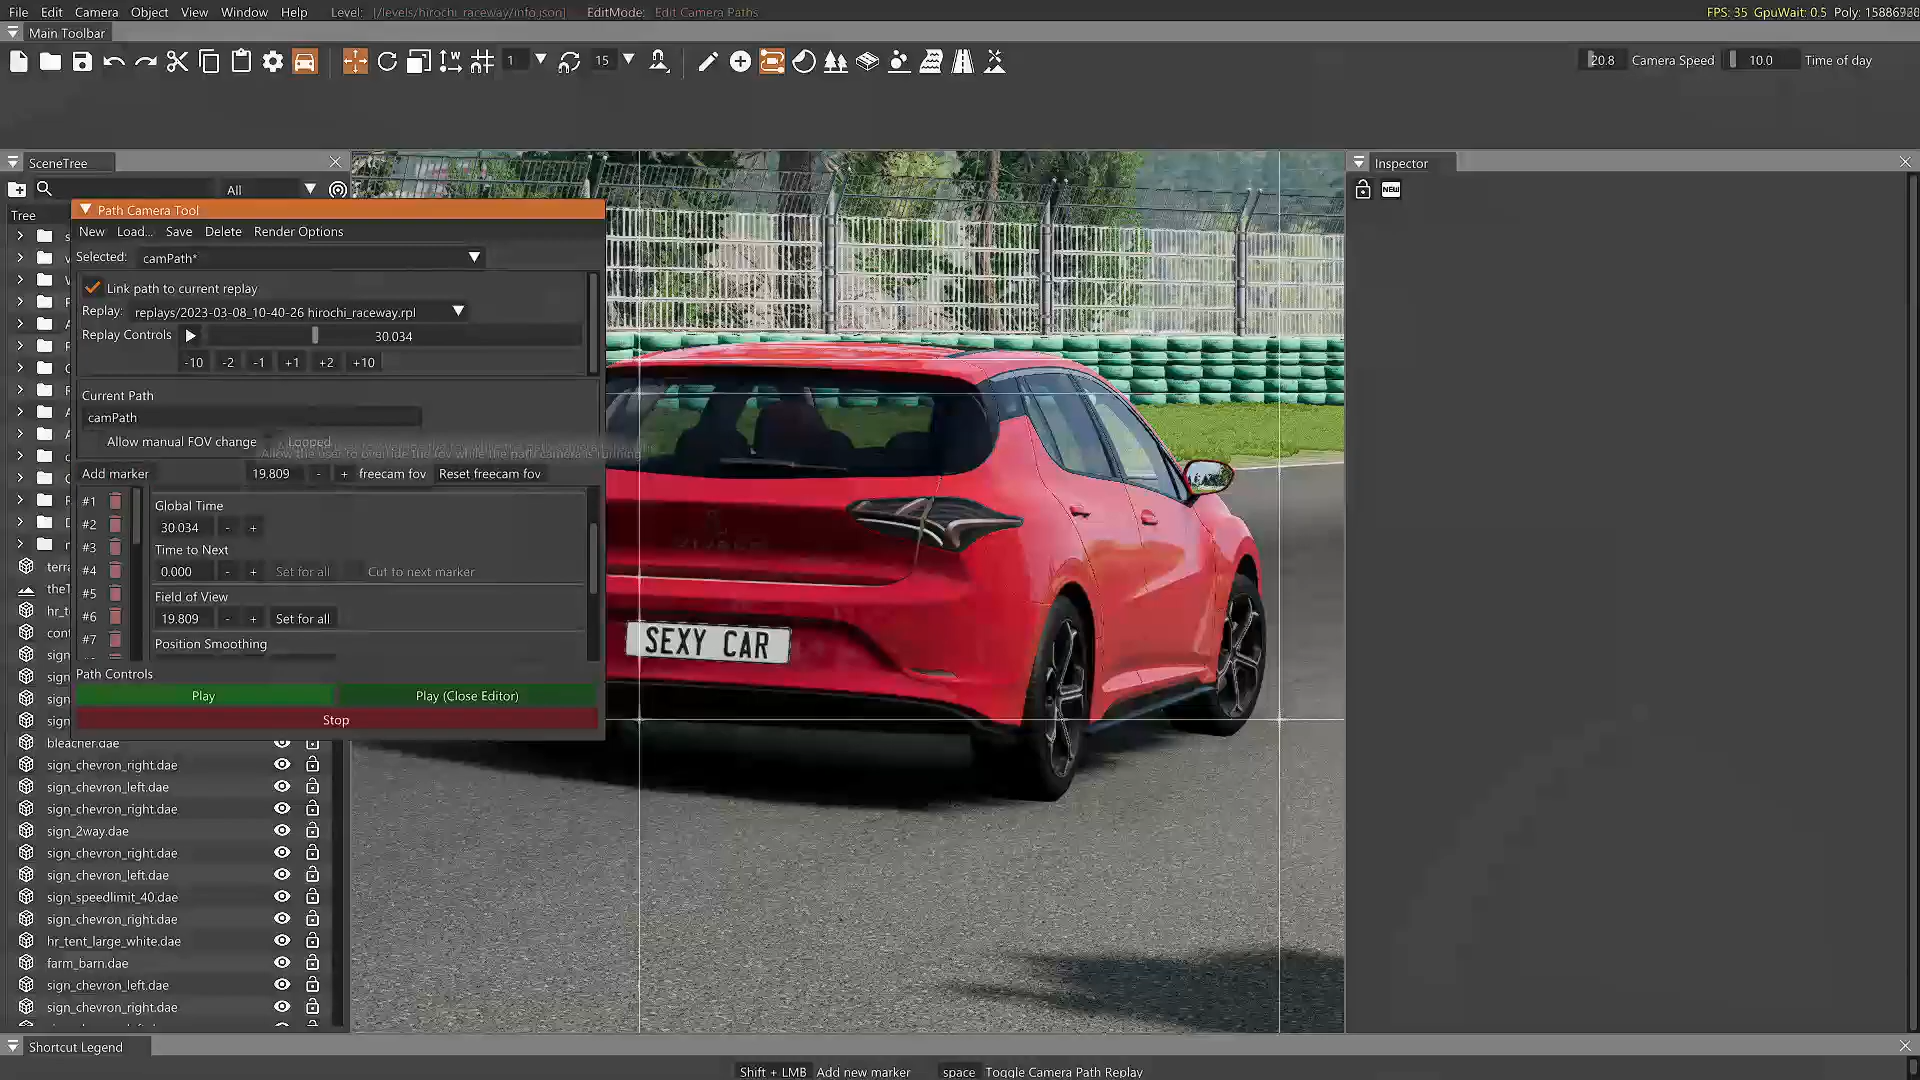 File Edit Camera Object View Window Help Level: [/levels/hirochi_raceway/info.json] EditMode: Edit Camera Paths
FPS: 35 GpuWait: 0.5 Poly:
Main Toolbar
1 15 20.8 Camera Speed 10.0 Time of day
SceneTree
Inspector
All
NEW
Path Camera Tool
Tree
New Load... Save Delete Render Options
Selected: camPath*
Link path to current replay
Replay: replays/2023-03-08_10-40-26 hirochi_raceway.rpl
Replay Controls 30.034
-10 -2 -1 +1 +2 +10
Current Path
camPath
Allow manual FOV change Looped
Allow the user to override the fov while the path camera is running
Add marker 19.809 - + freecam fov Reset freecam fov
#1
#2
#3
#4
#5
#6
#7
Global Time
30.034 - +
Time to Next
0.000 - + Set for all Cut to next marker
Field of View
19.809 - + Set for all
Position Smoothing
Path Controls
Play Play (Close Editor)
Stop
terra
theT
hr_t
cont
sign
sign
sign
sign
bleacher.dae
sign_chevron_right.dae
sign_chevron_left.dae
sign_chevron_right.dae
sign_2way.dae
sign_chevron_right.dae
sign_chevron_left.dae
sign_speedlimit_40.dae
sign_chevron_right.dae
hr_tent_large_white.dae
farm_barn.dae
sign_chevron_left.dae
sign_chevron_right.dae
SEXY CAR
Shortcut Legend
Shift + LMB Add new marker space Toggle Camera Path Replay